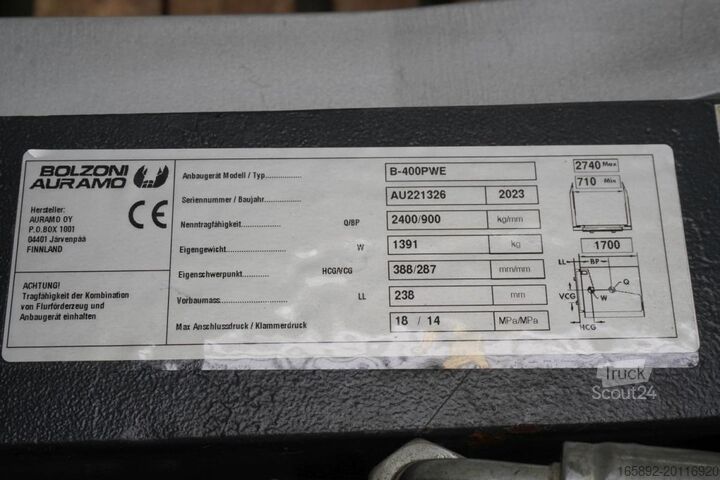 BOLZONI
AURAMO
CE
Hersteller:
AURAMO OY
P.O.BOX 1001
04401 Järvenpää
FINNLAND
ACHTUNG!
Tragfähigkeit der Kombination
von Flurförderzeug und
Anbaugerät einhalten
Anbaugerät Modell / Typ............... B-400PWE
Seriennummer / Baujahr............ AU221326 2023
Nenntragfähigkeit................ Q/BP 2400/900 kg/mm
Eigengewicht..................... W 1391 kg
Eigenschwerpunkt................. HCG/VCG 388/287 mm/mm
Vorbaumass.................... LL 238 mm
Max Anschlussdruck / Klammerdruck 18 / 14 MPa/MPa
2740 Max
710 Min
1700
LL BP
Q
VCG W
HCG
Truck
Scout24
165892-20116920